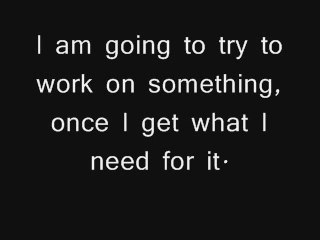 I am going to try to
work on something,
once I get what I
need for it·